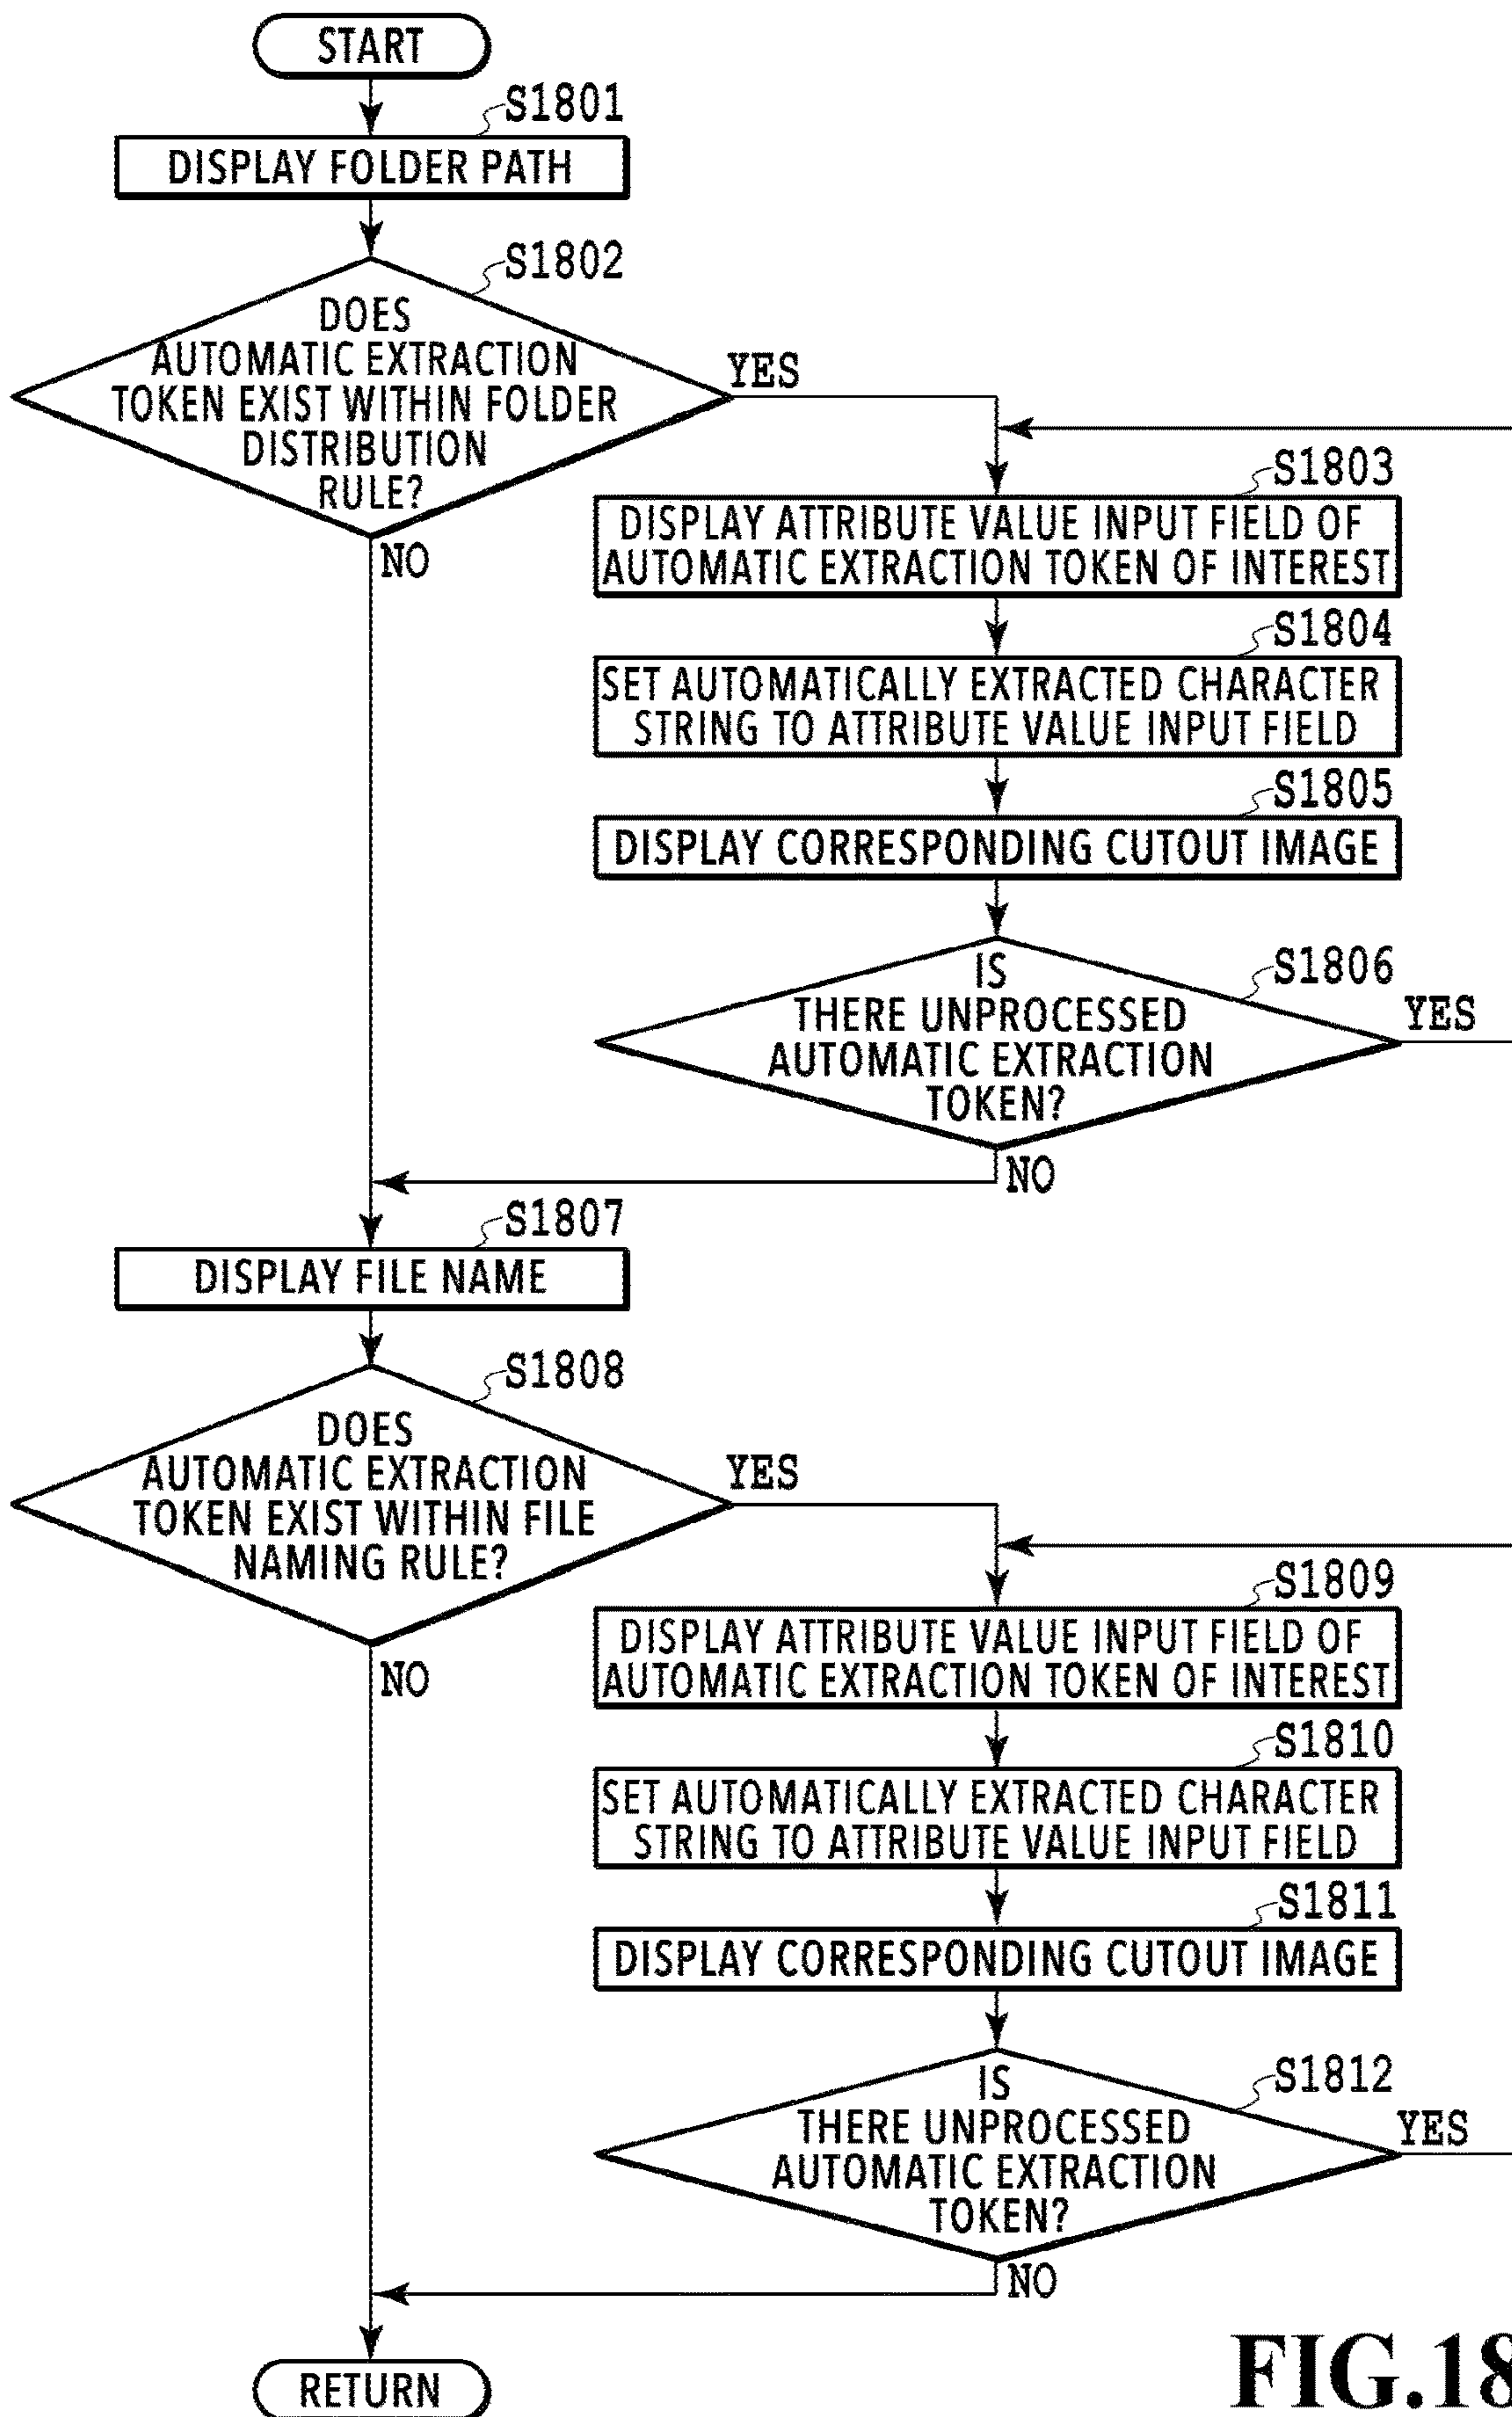 START
S1801
DISPLAY FOLDER PATH
S1802
DOES
AUTOMATIC EXTRACTION
TOKEN EXIST WITHIN FOLDER
DISTRIBUTION
RULE?
YES
NO
S1803
DISPLAY ATTRIBUTE VALUE INPUT FIELD OF
AUTOMATIC EXTRACTION TOKEN OF INTEREST
S1804
SET AUTOMATICALLY EXTRACTED CHARACTER
STRING TO ATTRIBUTE VALUE INPUT FIELD
S1805
DISPLAY CORRESPONDING CUTOUT IMAGE
S1806
IS
THERE UNPROCESSED
AUTOMATIC EXTRACTION
TOKEN?
YES
NO
S1807
DISPLAY FILE NAME
S1808
DOES
AUTOMATIC EXTRACTION
TOKEN EXIST WITHIN FILE
NAMING RULE?
YES
NO
S1809
DISPLAY ATTRIBUTE VALUE INPUT FIELD OF
AUTOMATIC EXTRACTION TOKEN OF INTEREST
S1810
SET AUTOMATICALLY EXTRACTED CHARACTER
STRING TO ATTRIBUTE VALUE INPUT FIELD
S1811
DISPLAY CORRESPONDING CUTOUT IMAGE
S1812
IS
THERE UNPROCESSED
AUTOMATIC EXTRACTION
TOKEN?
YES
NO
RETURN
FIG.18